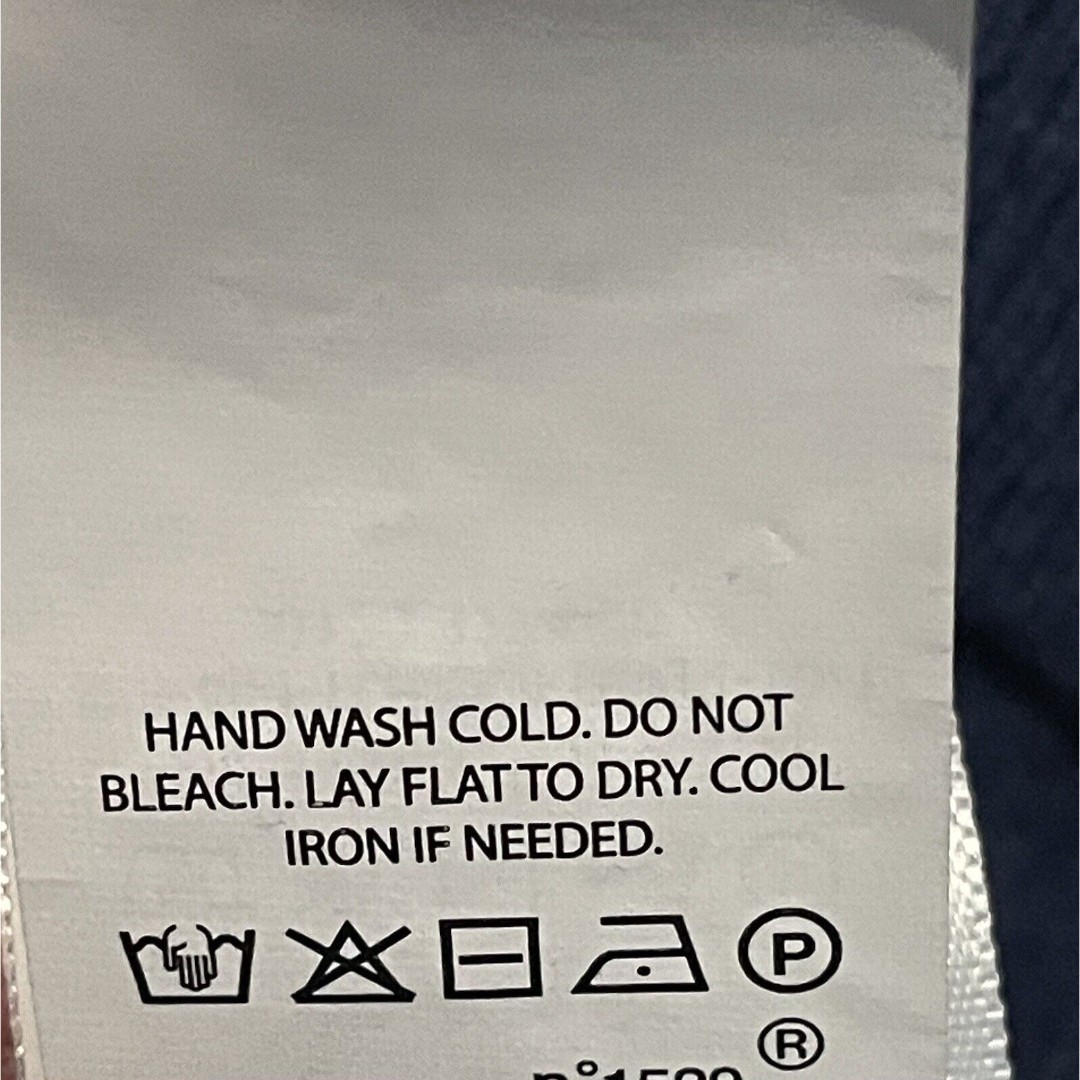 HAND WASH COLD. DO NOT
BLEACH. LAY FLAT TO DRY. COOL
IRON IF NEEDED.
P
®